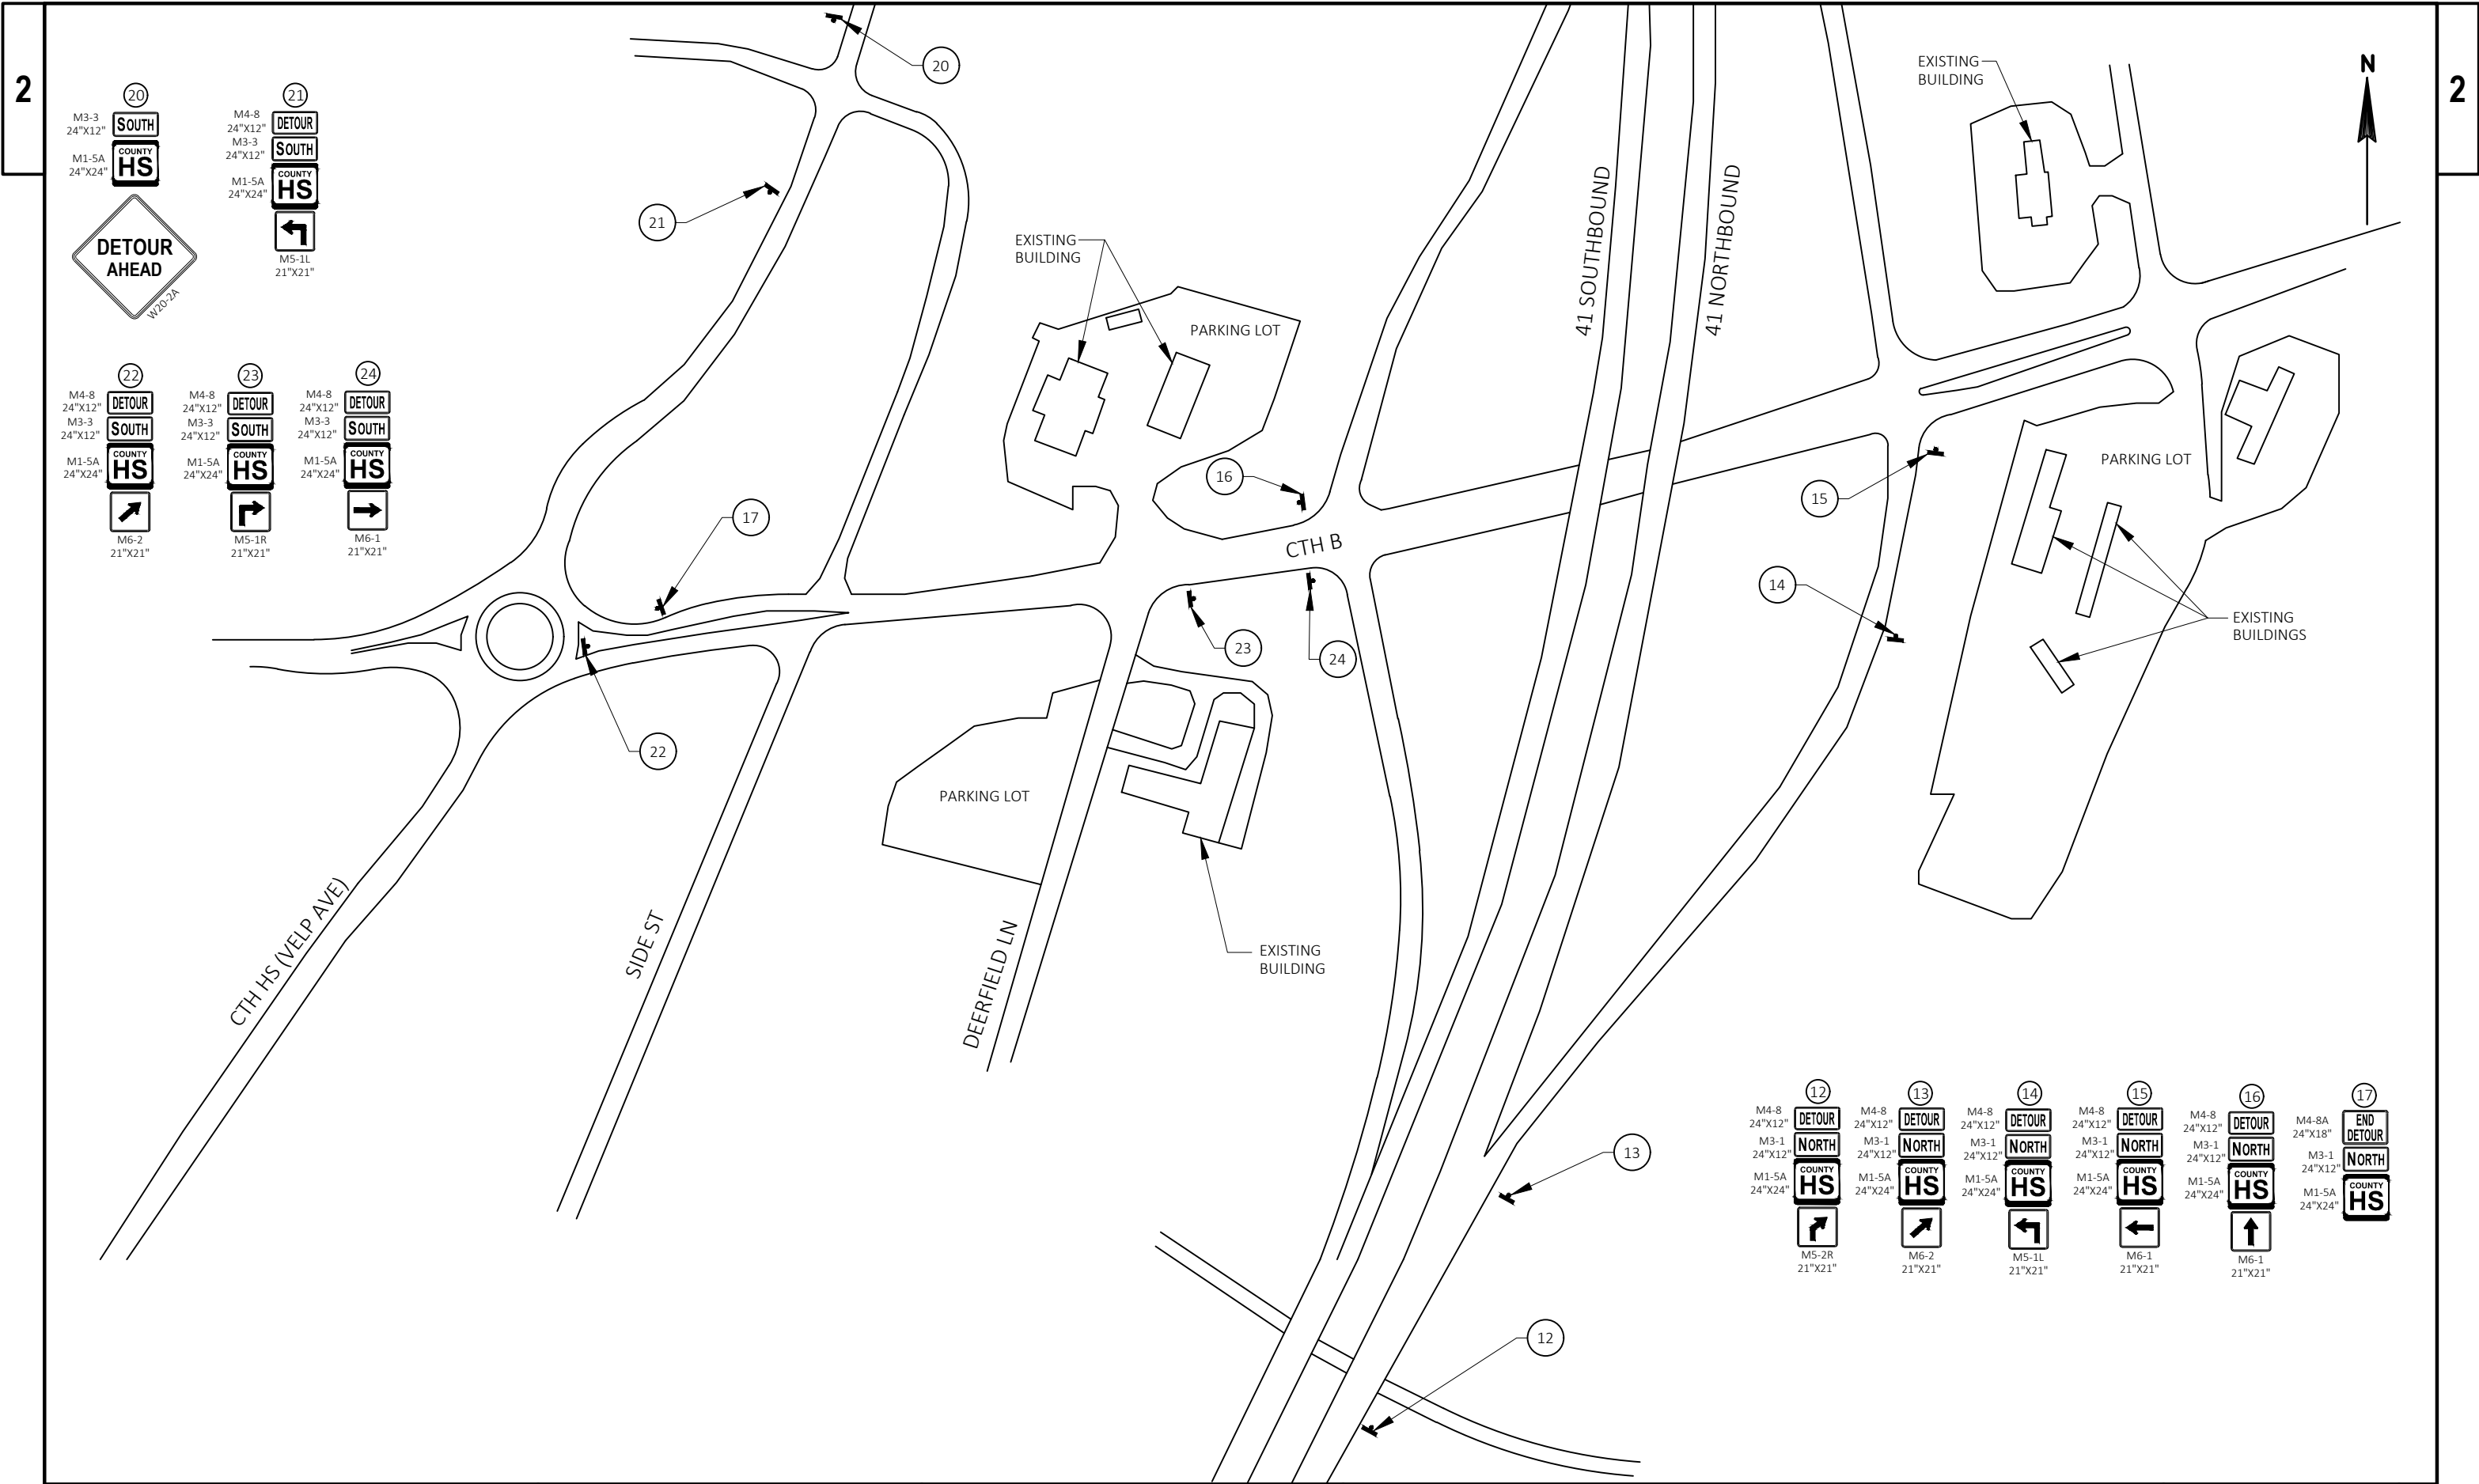 2
2
N
20
M3-3
24"X12"
SOUTH
M1-5A
24"X24"
COUNTY
HS
DETOUR
AHEAD
W20-2A
21
M4-8
24"X12"
DETOUR
M3-3
24"X12"
SOUTH
M1-5A
24"X24"
COUNTY
HS
M5-1L
21"X21"
22
M4-8
24"X12"
DETOUR
M3-3
24"X12"
SOUTH
M1-5A
24"X24"
COUNTY
HS
M6-2
21"X21"
23
M4-8
24"X12"
DETOUR
M3-3
24"X12"
SOUTH
M1-5A
24"X24"
COUNTY
HS
M5-1R
21"X21"
24
M4-8
24"X12"
DETOUR
M3-3
24"X12"
SOUTH
M1-5A
24"X24"
COUNTY
HS
M6-1
21"X21"
20
21
EXISTING
BUILDING
PARKING LOT
41 SOUTHBOUND
41 NORTHBOUND
EXISTING
BUILDING
16
17
CTH B
15
14
PARKING LOT
EXISTING
BUILDINGS
23
24
22
PARKING LOT
EXISTING
BUILDING
CTH HS (VELP AVE)
SIDE ST
DEERFIELD LN
13
12
12
M4-8
24"X12"
DETOUR
M3-1
24"X12"
NORTH
M1-5A
24"X24"
COUNTY
HS
M5-2R
21"X21"
13
M4-8
24"X12"
DETOUR
M3-1
24"X12"
NORTH
M1-5A
24"X24"
COUNTY
HS
M6-2
21"X21"
14
M4-8
24"X12"
DETOUR
M3-1
24"X12"
NORTH
M1-5A
24"X24"
COUNTY
HS
M5-1L
21"X21"
15
M4-8
24"X12"
DETOUR
M3-1
24"X12"
NORTH
M1-5A
24"X24"
COUNTY
HS
M6-1
21"X21"
16
M4-8
24"X12"
DETOUR
M3-1
24"X12"
NORTH
M1-5A
24"X24"
COUNTY
HS
M6-1
21"X21"
17
M4-8A
24"X18"
END
DETOUR
M3-1
24"X12"
NORTH
M1-5A
24"X24"
COUNTY
HS